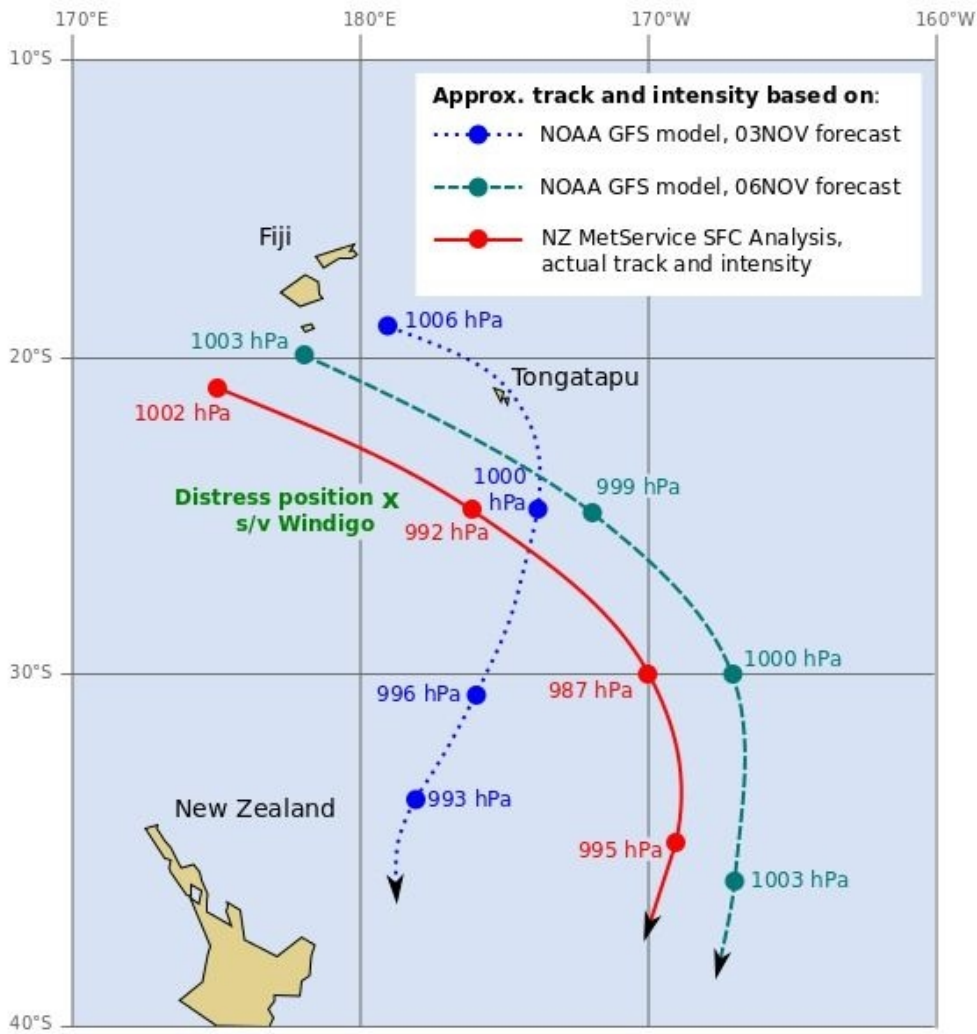 170°E
180°E
170°W
160°W
10°S
Approx. track and intensity based on:
NOAA GFS model, 03NOV forecast
NOAA GFS model, 06NOV forecast
NZ MetService SFC Analysis,
actual track and intensity
Fiji
1006 hPa
1003 hPa
20°S
Tongatapu
1002 hPa
1000
hPa
999 hPa
Distress position x
s/v Windigo
992 hPa
1000 hPa
30°S
987 hPa
996 hPa
993 hPa
New Zealand
995 hPa
1003 hPa
40°S